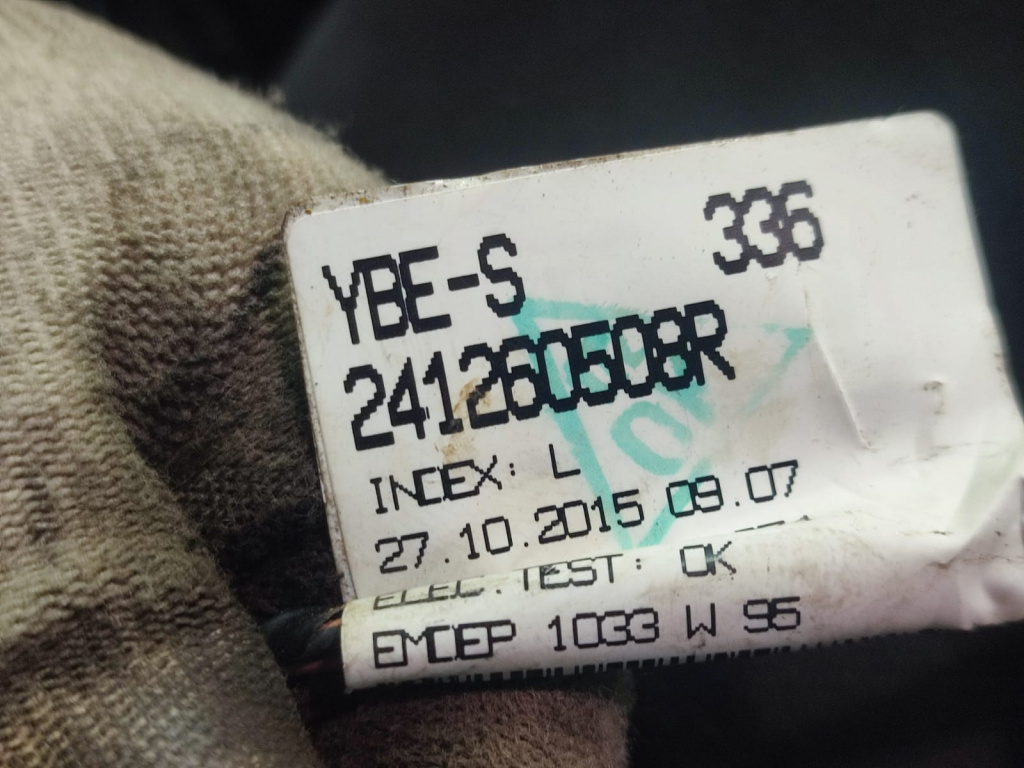 YBE-S 336
241260508R
INDEX: L
27.10.2015 09.07
ELEC. TEST: OK
EMDEP 1033 W 95